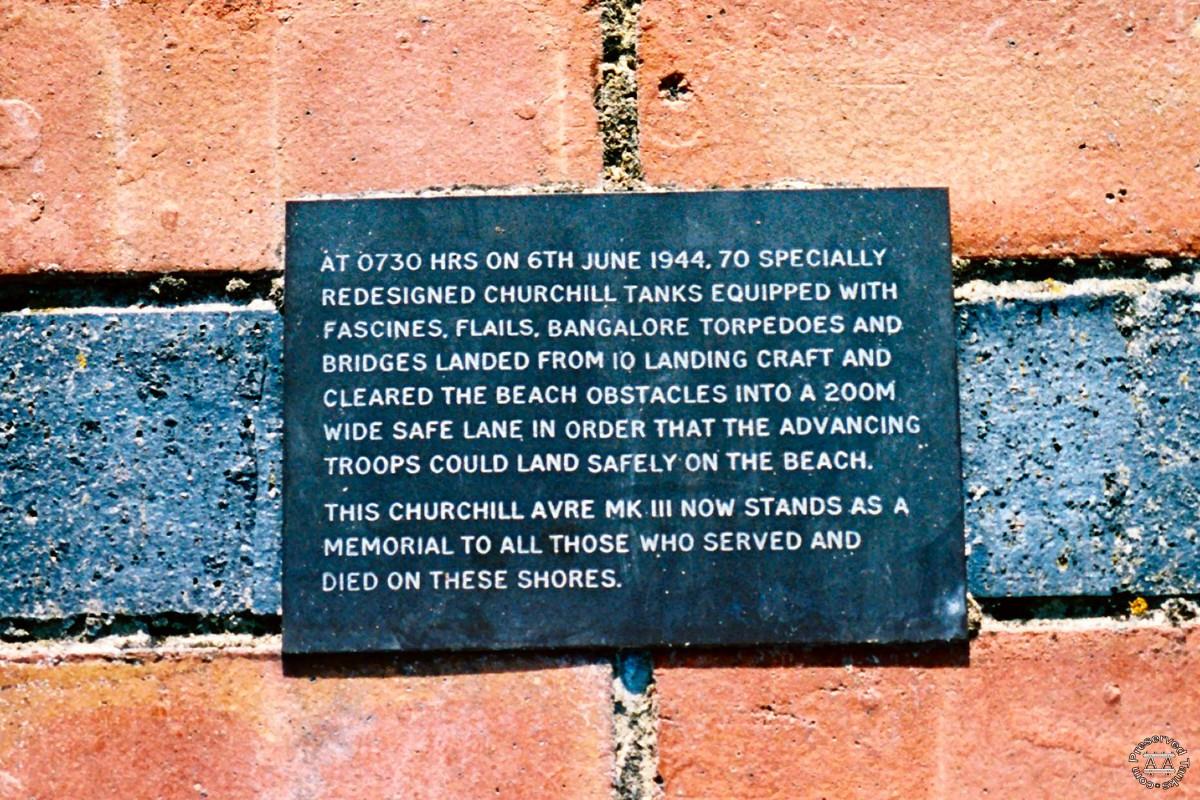 AT 0730 HRS ON 6TH JUNE 1944, 70 SPECIALLY
REDESIGNED CHURCHILL TANKS EQUIPPED WITH
FASCINES, FLAILS, BANGALORE TORPEDOES AND
BRIDGES LANDED FROM 10 LANDING CRAFT AND
CLEARED THE BEACH OBSTACLES INTO A 200M
WIDE SAFE LANE IN ORDER THAT THE ADVANCING
TROOPS COULD LAND SAFELY ON THE BEACH.
THIS CHURCHILL AVRE MK III NOW STANDS AS A
MEMORIAL TO ALL THOSE WHO SERVED AND
DIED ON THESE SHORES.
Preserved Tanks .com